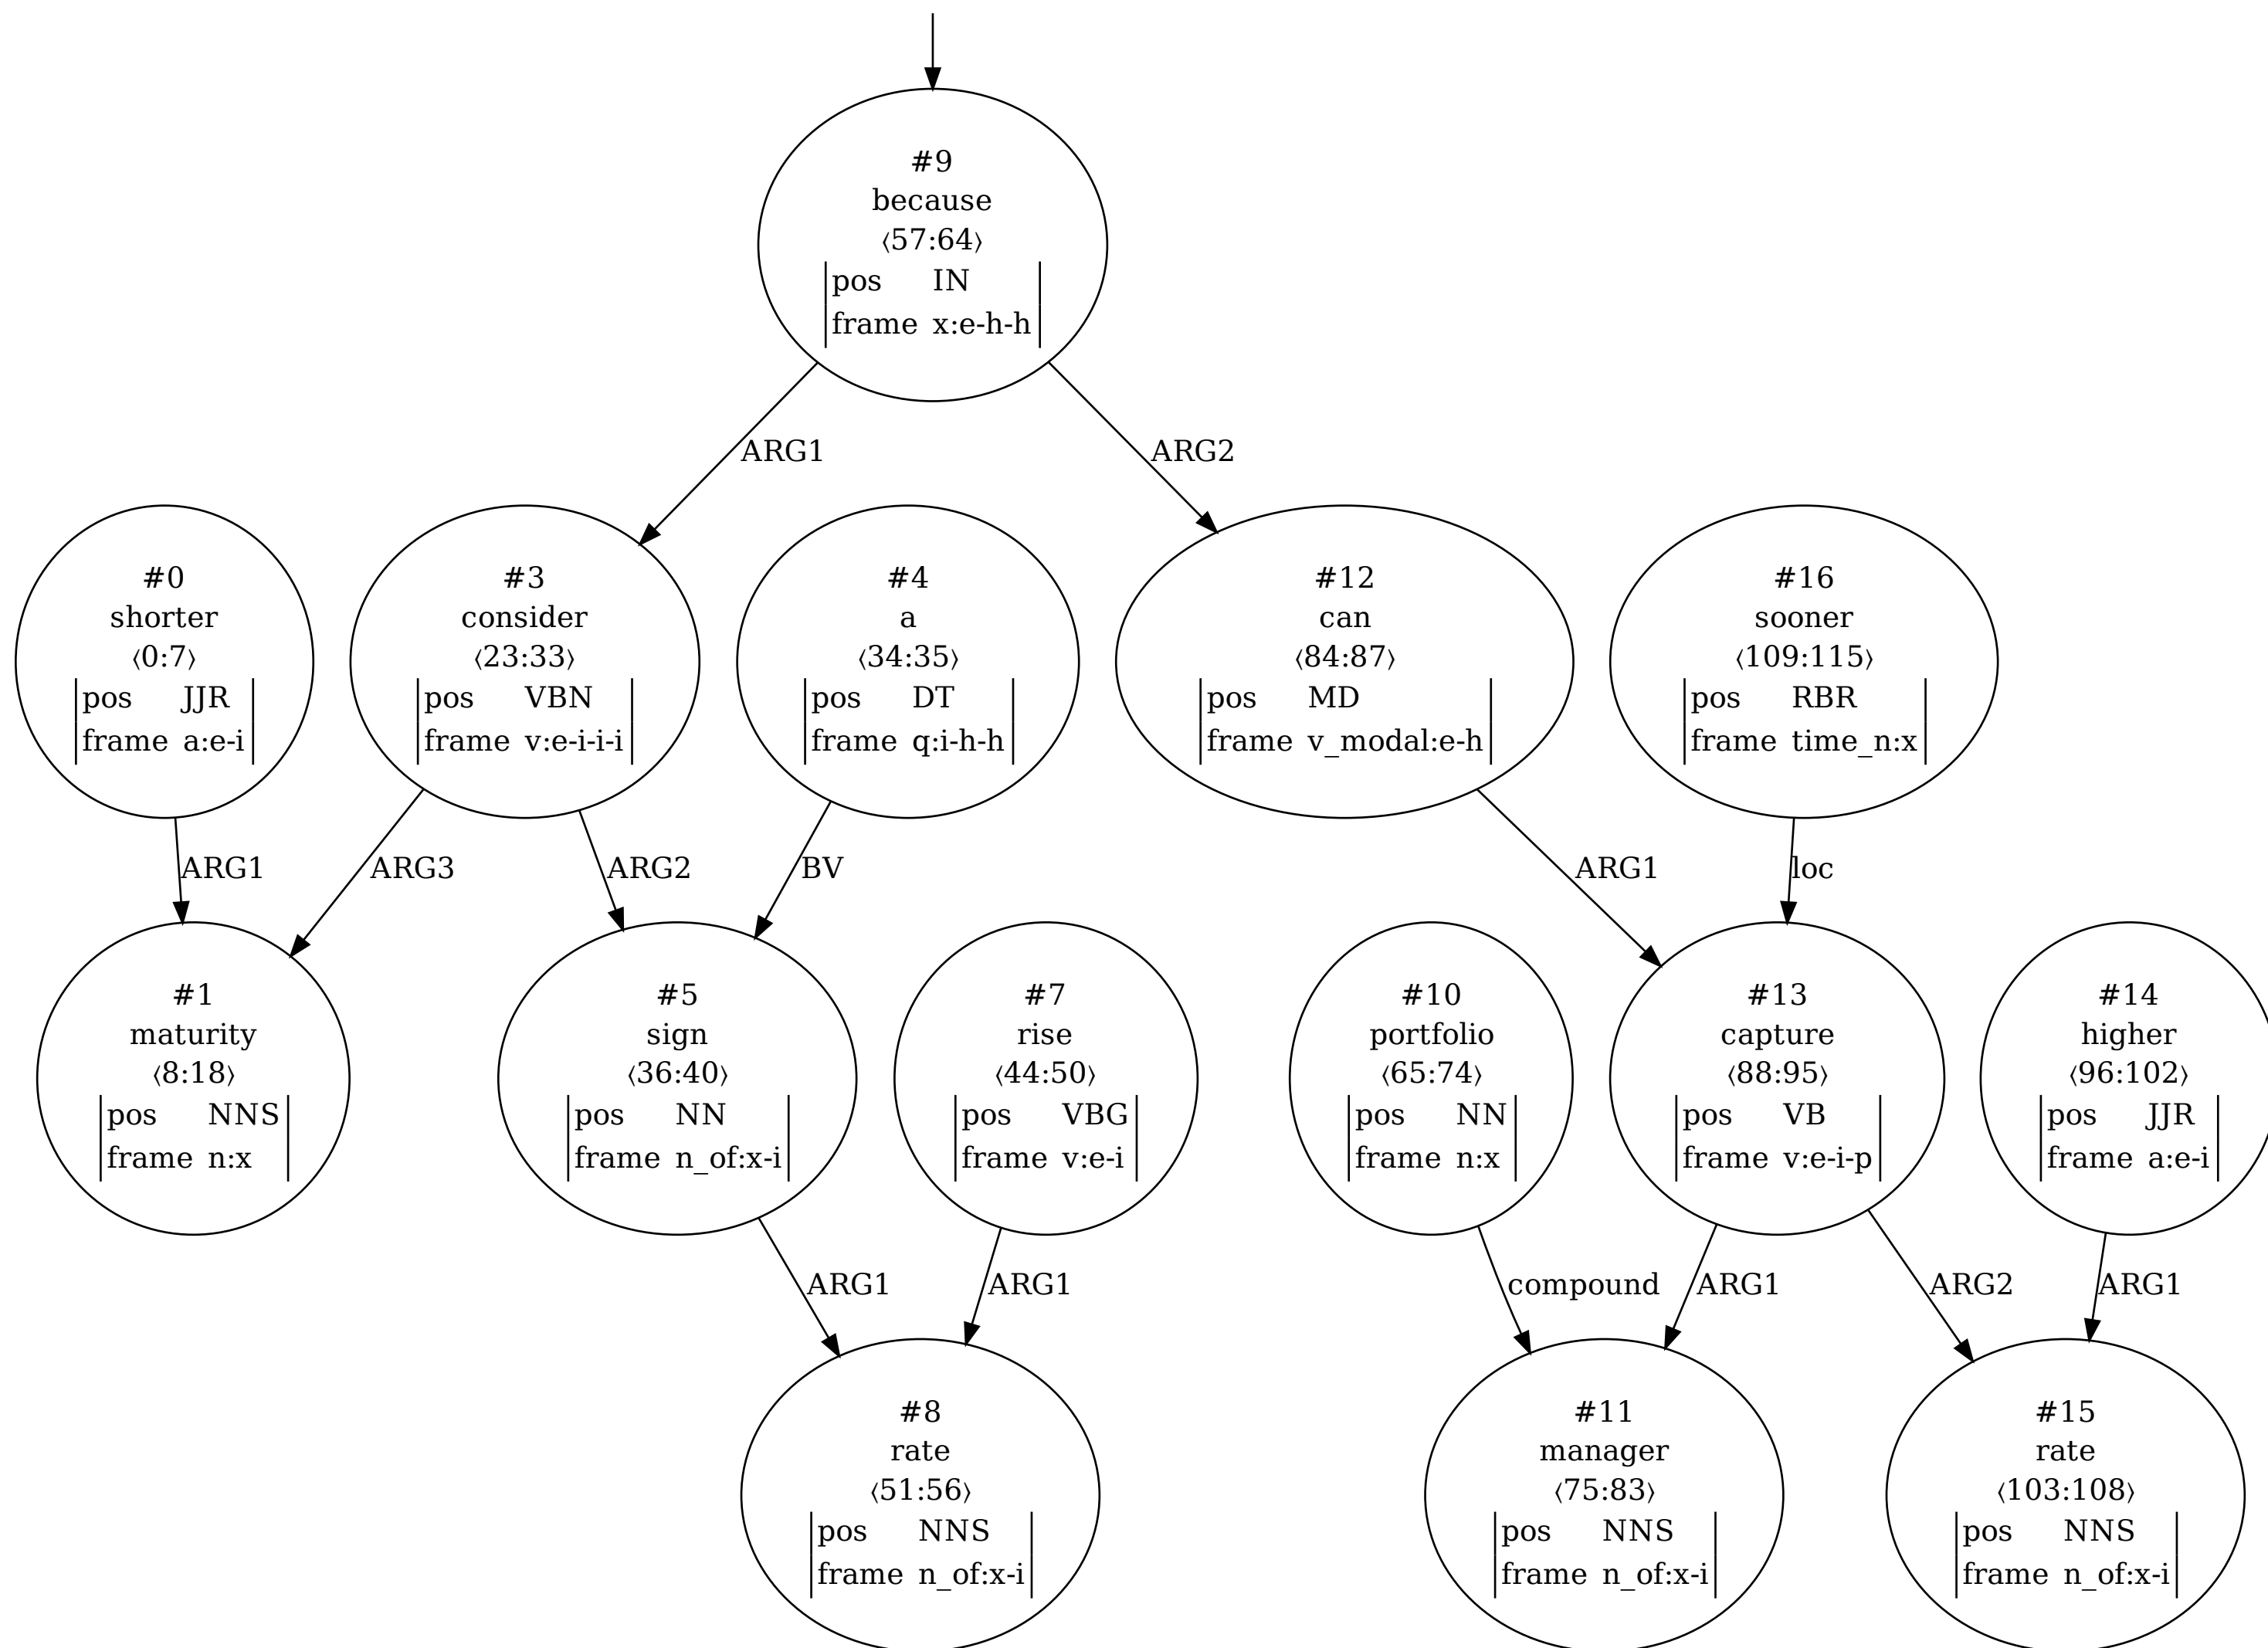 #9
because
⟨57:64⟩
pos IN
frame x:e-h-h
ARG1
ARG2
#0
shorter
⟨0:7⟩
pos JJR
frame a:e-i
#3
consider
⟨23:33⟩
pos VBN
frame v:e-i-i-i
#4
a
⟨34:35⟩
pos DT
frame q:i-h-h
#12
can
⟨84:87⟩
pos MD
frame v_modal:e-h
#16
sooner
⟨109:115⟩
pos RBR
frame time_n:x
ARG1
ARG3
ARG2
BV
ARG1
loc
#1
maturity
⟨8:18⟩
pos NNS
frame n:x
#5
sign
⟨36:40⟩
pos NN
frame n_of:x-i
#7
rise
⟨44:50⟩
pos VBG
frame v:e-i
#10
portfolio
⟨65:74⟩
pos NN
frame n:x
#13
capture
⟨88:95⟩
pos VB
frame v:e-i-p
#14
higher
⟨96:102⟩
pos JJR
frame a:e-i
ARG1
ARG1
compound
ARG1
ARG2
ARG1
#8
rate
⟨51:56⟩
pos NNS
frame n_of:x-i
#11
manager
⟨75:83⟩
pos NNS
frame n_of:x-i
#15
rate
⟨103:108⟩
pos NNS
frame n_of:x-i